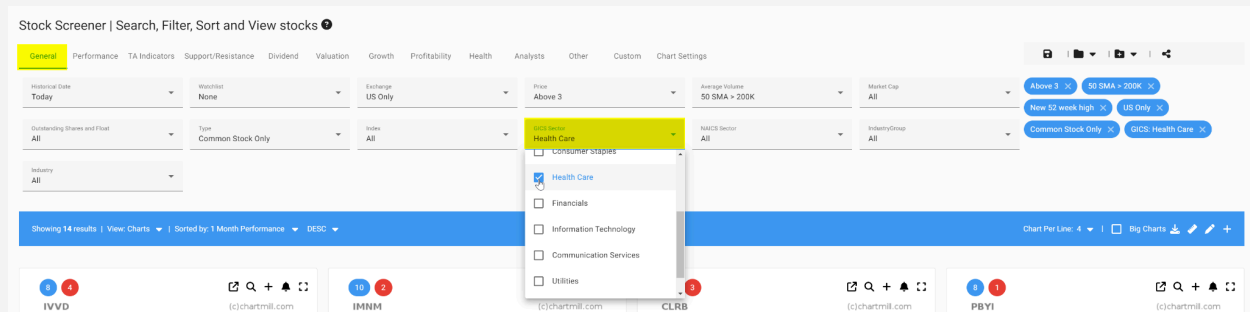 Stock Screener | Search, Filter, Sort and View stocks ?
General Performance TA Indicators Support/Resistance Dividend Valuation Growth Profitability Health Analysts Other Custom Chart Settings
Historical Date Watchlist Exchange Price Average Volume Market Cap
Today None US Only Above 3 50 SMA > 200K All
Above 3 × 50 SMA > 200K ×
New 52 week high × US Only ×
Outstanding Shares and Float Type Index GICS Sector NAICS Sector IndustryGroup
All Common Stock Only All Health Care All All
Common Stock Only × GICS: Health Care ×
Consumer Staples
Industry
All
Health Care
Financials
Information Technology
Communication Services
Utilities
Showing 14 results | View: Charts | Sorted by: 1 Month Performance DESC
Chart Per Line: 4 | Big Charts
8 4 10 2 3 8 1
IVVD (c)chartmill.com IMNM (c)chartmill.com CLRB (c)chartmill.com PBYI (c)chartmill.com